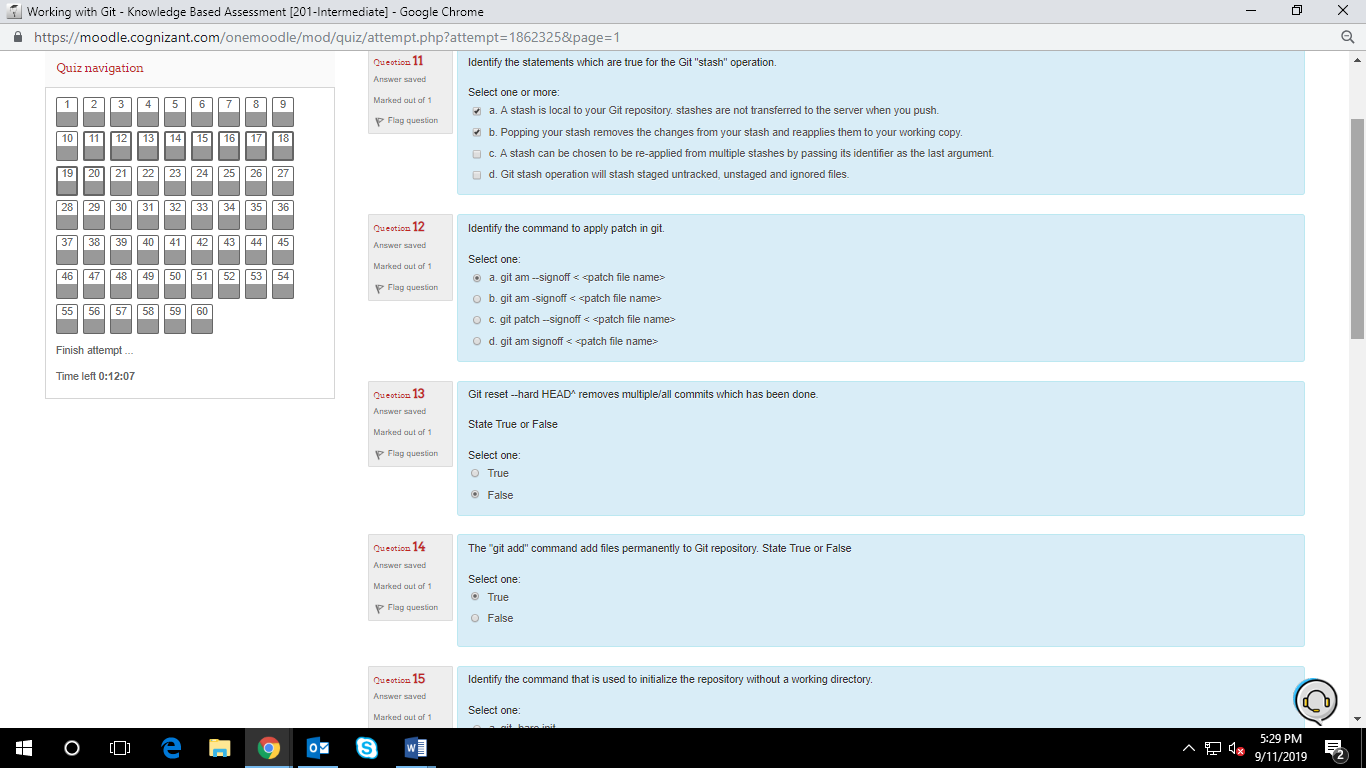 Working with Git - Knowledge Based Assessment [201-Intermediate] - Google Chrome
https://moodle.cognizant.com/onemoodle/mod/quiz/attempt.php?attempt=1862325&page=1
Quiz navigation
1 2 3 4 5 6 7 8 9
10 11 12 13 14 15 16 17 18
19 20 21 22 23 24 25 26 27
28 29 30 31 32 33 34 35 36
37 38 39 40 41 42 43 44 45
46 47 48 49 50 51 52 53 54
55 56 57 58 59 60
Finish attempt ...
Time left 0:12:07
Question 11
Answer saved
Marked out of 1
Flag question
Identify the statements which are true for the Git "stash" operation.
Select one or more:
a. A stash is local to your Git repository. stashes are not transferred to the server when you push.
b. Popping your stash removes the changes from your stash and reapplies them to your working copy.
c. A stash can be chosen to be re-applied from multiple stashes by passing its identifier as the last argument.
d. Git stash operation will stash staged untracked, unstaged and ignored files.
Question 12
Answer saved
Marked out of 1
Flag question
Identify the command to apply patch in git.
Select one:
a. git am --signoff < <patch file name>
b. git am -signoff < <patch file name>
c. git patch --signoff < <patch file name>
d. git am signoff < <patch file name>
Question 13
Answer saved
Marked out of 1
Flag question
Git reset --hard HEAD^ removes multiple/all commits which has been done.
State True or False
Select one:
True
False
Question 14
Answer saved
Marked out of 1
Flag question
The "git add" command add files permanently to Git repository. State True or False
Select one:
True
False
Question 15
Answer saved
Marked out of 1
Identify the command that is used to initialize the repository without a working directory.
Select one:
5:29 PM
9/11/2019
2